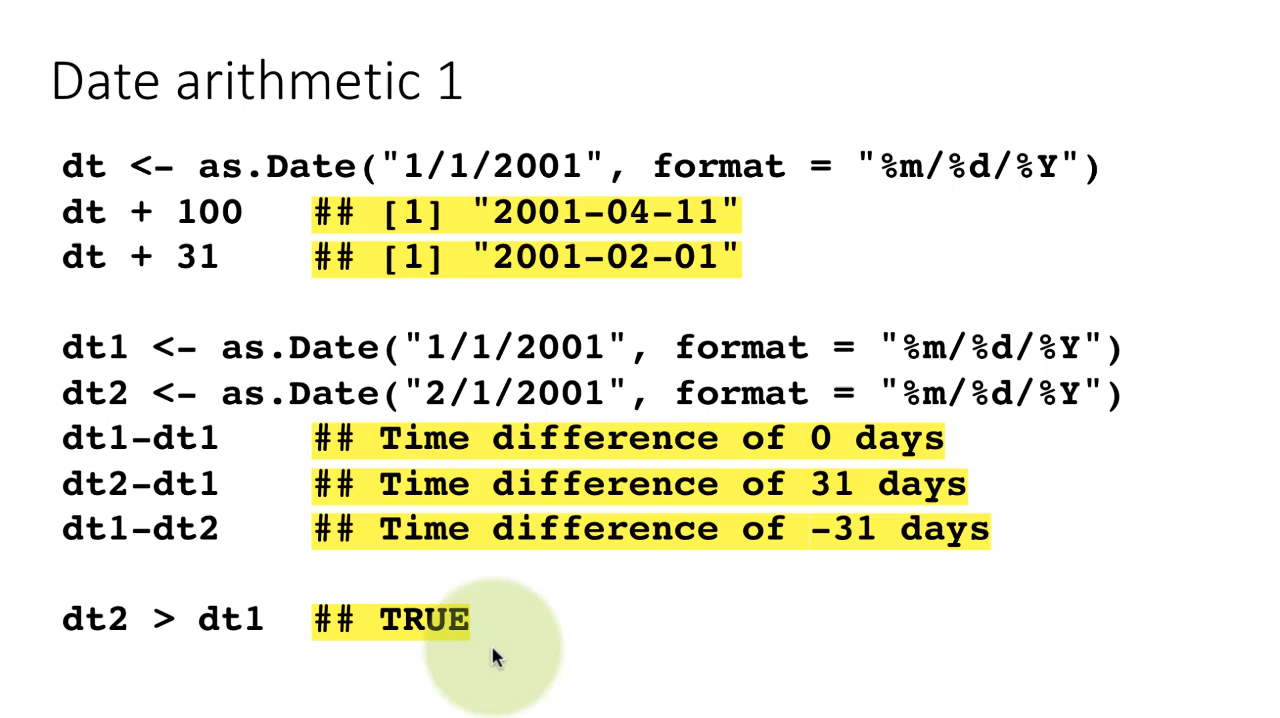 Date arithmetic 1
dt <- as.Date("1/1/2001", format = "%m/%d/%Y")
dt + 100 ## [1] "2001-04-11"
dt + 31 ## [1] "2001-02-01"
dt1 <- as.Date("1/1/2001", format = "%m/%d/%Y")
dt2 <- as.Date("2/1/2001", format = "%m/%d/%Y")
dt1-dt1 ## Time difference of 0 days
dt2-dt1 ## Time difference of 31 days
dt1-dt2 ## Time difference of -31 days
dt2 > dt1 ## TRUE